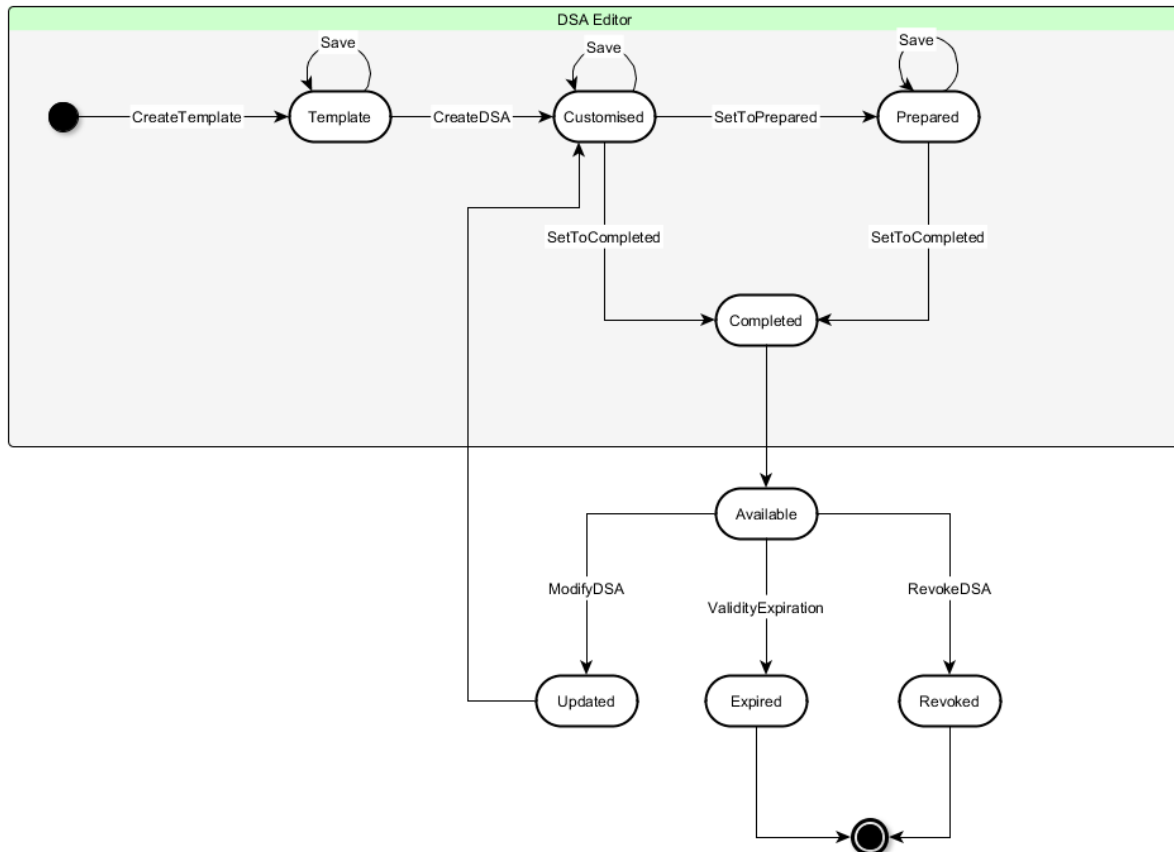 DSA Editor
Save
Save
Save
CreateTemplate
Template
CreateDSA
Customised
SetToPrepared
Prepared
SetToCompleted
SetToCompleted
Completed
Available
ModifyDSA
ValidityExpiration
RevokeDSA
Updated
Expired
Revoked